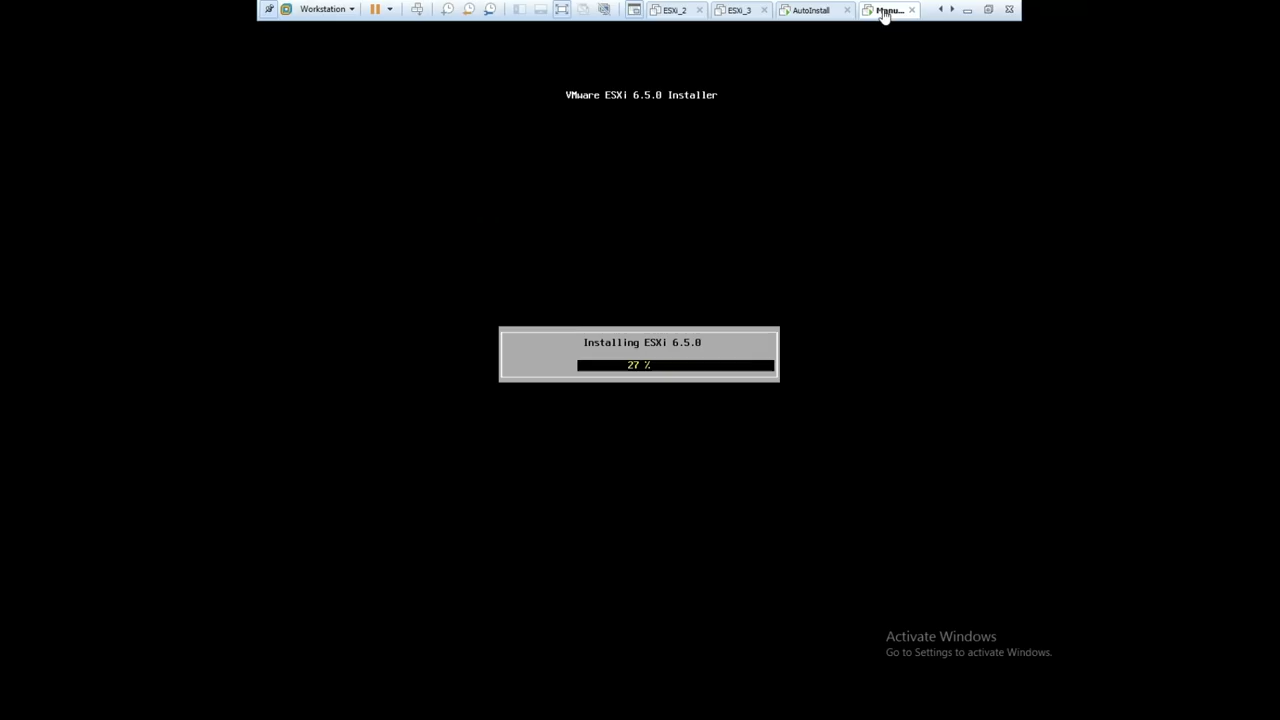 Workstation ESXi_2 ESXi_3 AutoInstall Manu...
VMware ESXi 6.5.0 Installer
Installing ESXi 6.5.0
27 %
Activate Windows
Go to Settings to activate Windows.